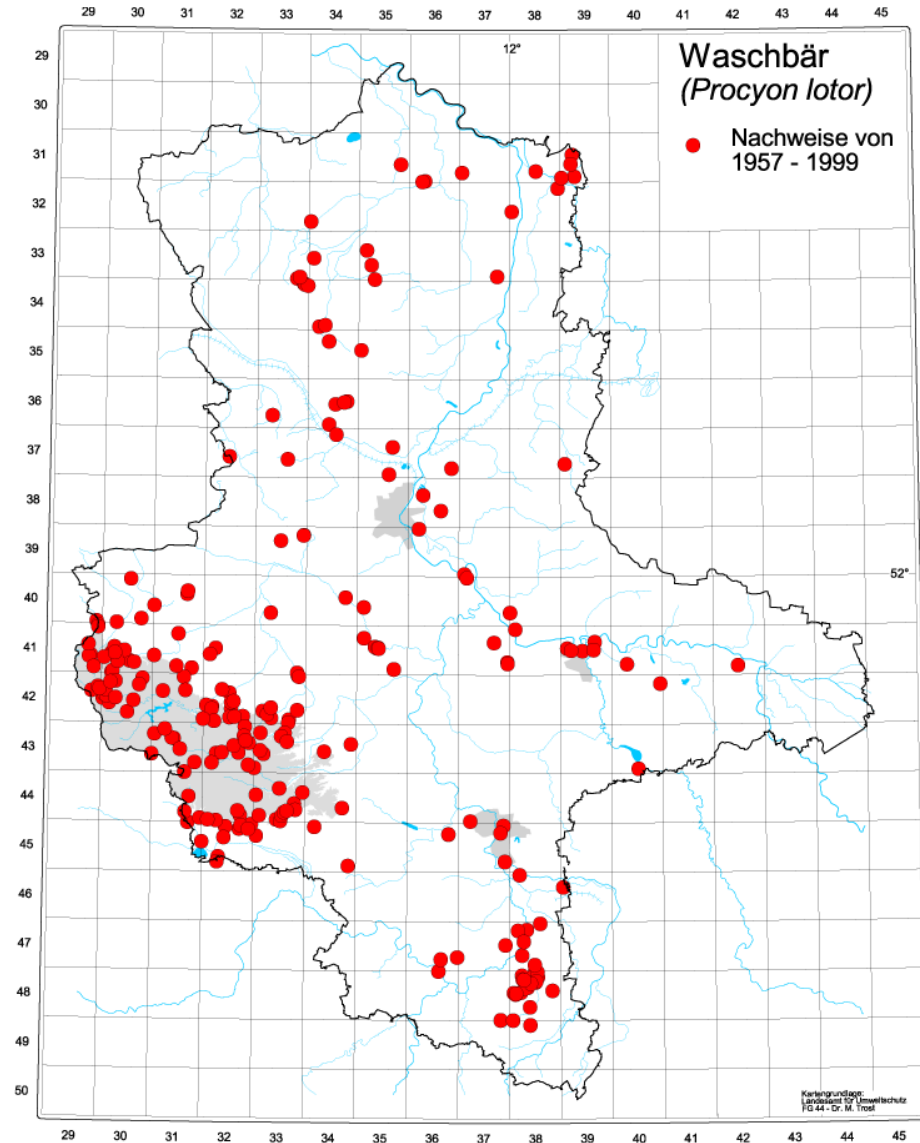 29 30 31 32 33 34 35 36 37 38 39 40 41 42 43 44 45
12°
Waschbär
(Procyon lotor)
Nachweise von
1957 - 1999
29
30
31
32
33
34
35
36
37
38
39
52°
40
41
42
43
44
45
46
47
48
49
50
Kartengrundlage:
Landesamt für Umweltschutz
FG 44 - Dr. M. Trost
29 30 31 32 33 34 35 36 37 38 39 40 41 42 43 44 45